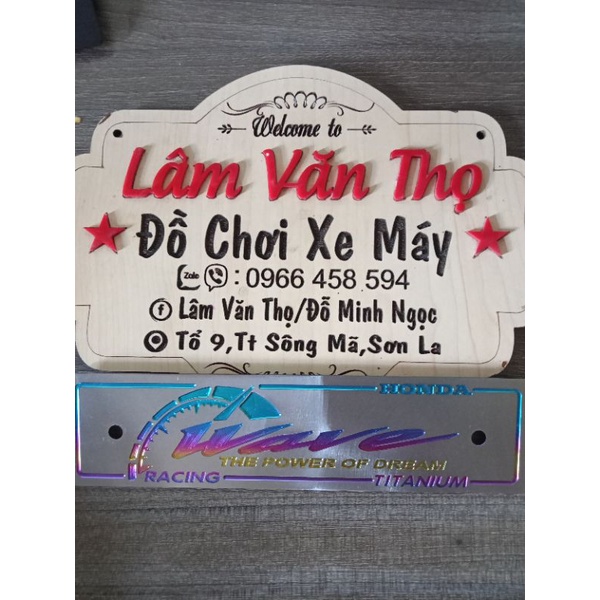 Welcome to
Lâm Văn Thọ
Đồ Chơi Xe Máy
Zalo : 0966 458 594
f Lâm Văn Thọ/Đỗ Minh Ngọc
Tổ 9,Tt Sông Mã,Sơn La
HONDA
Wave
THE POWER OF DREAM
RACING TITANIUM